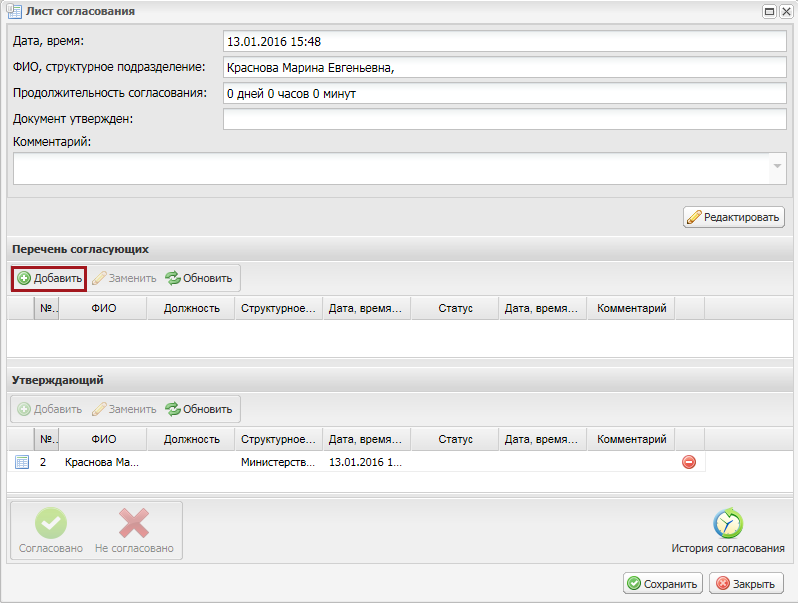 Лист согласования
Дата, время: 13.01.2016 15:48
ФИО, структурное подразделение: Краснова Марина Евгеньевна,
Продолжительность согласования: 0 дней 0 часов 0 минут
Документ утвержден:
Комментарий:
Редактировать
Перечень согласующих
Добавить Заменить Обновить
№.. ФИО Должность Структурное... Дата, время... Статус Дата, время... Комментарий
Утверждающий
Добавить Заменить Обновить
№.. ФИО Должность Структурное... Дата, время... Статус Дата, время... Комментарий
2 Краснова Ма... Министерств... 13.01.2016 1...
Согласовано Не согласовано История согласования
Сохранить Закрыть